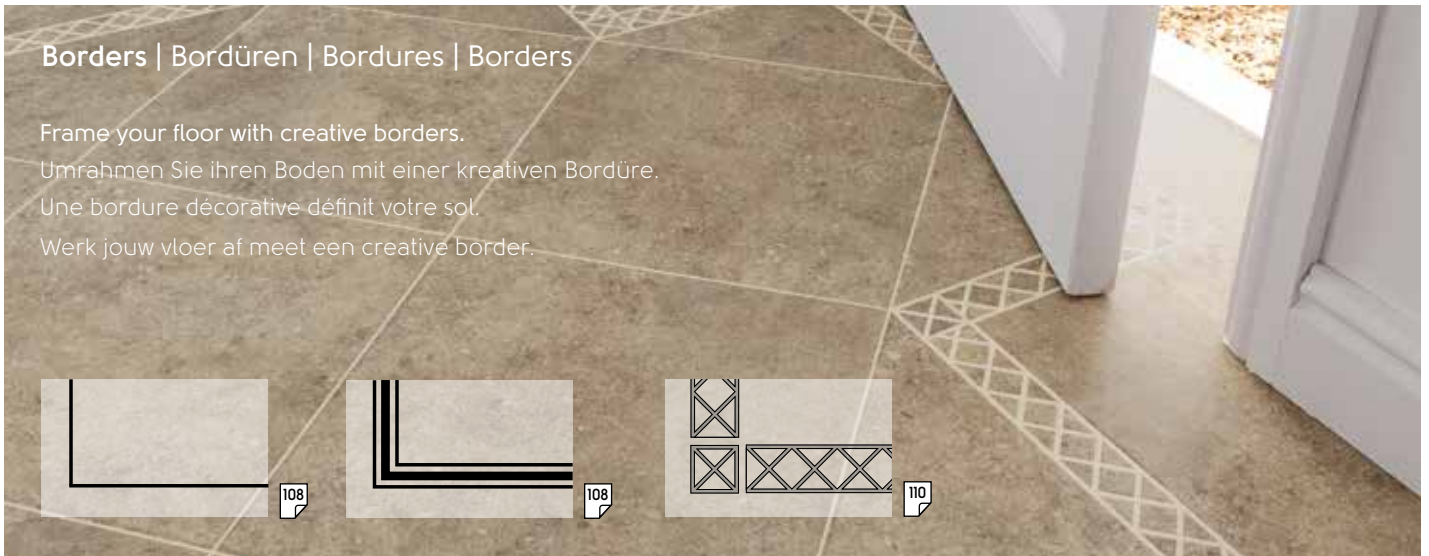 Borders | Bordüren | Bordures | Borders
Frame your floor with creative borders.
Umrahmen Sie ihren Boden mit einer kreativen Bordüre.
Une bordure décorative définit votre sol.
Werk jouw vloer af meet een creative border.
108
108
110